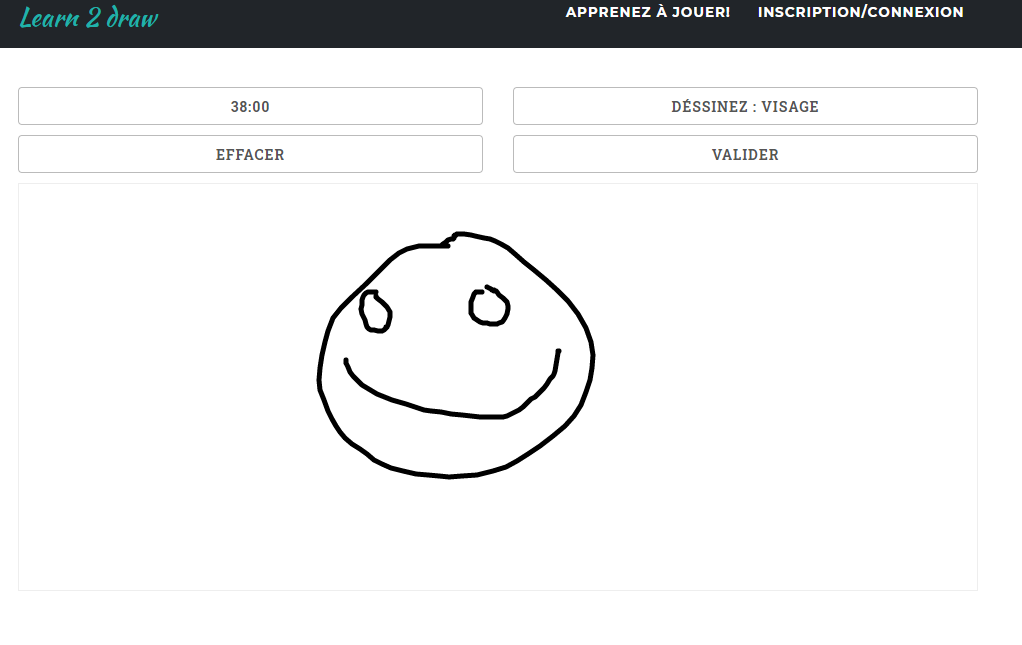 Learn 2 draw
APPRENEZ À JOUER! INSCRIPTION/CONNEXION
38:00
DÉSSINEZ : VISAGE
EFFACER
VALIDER